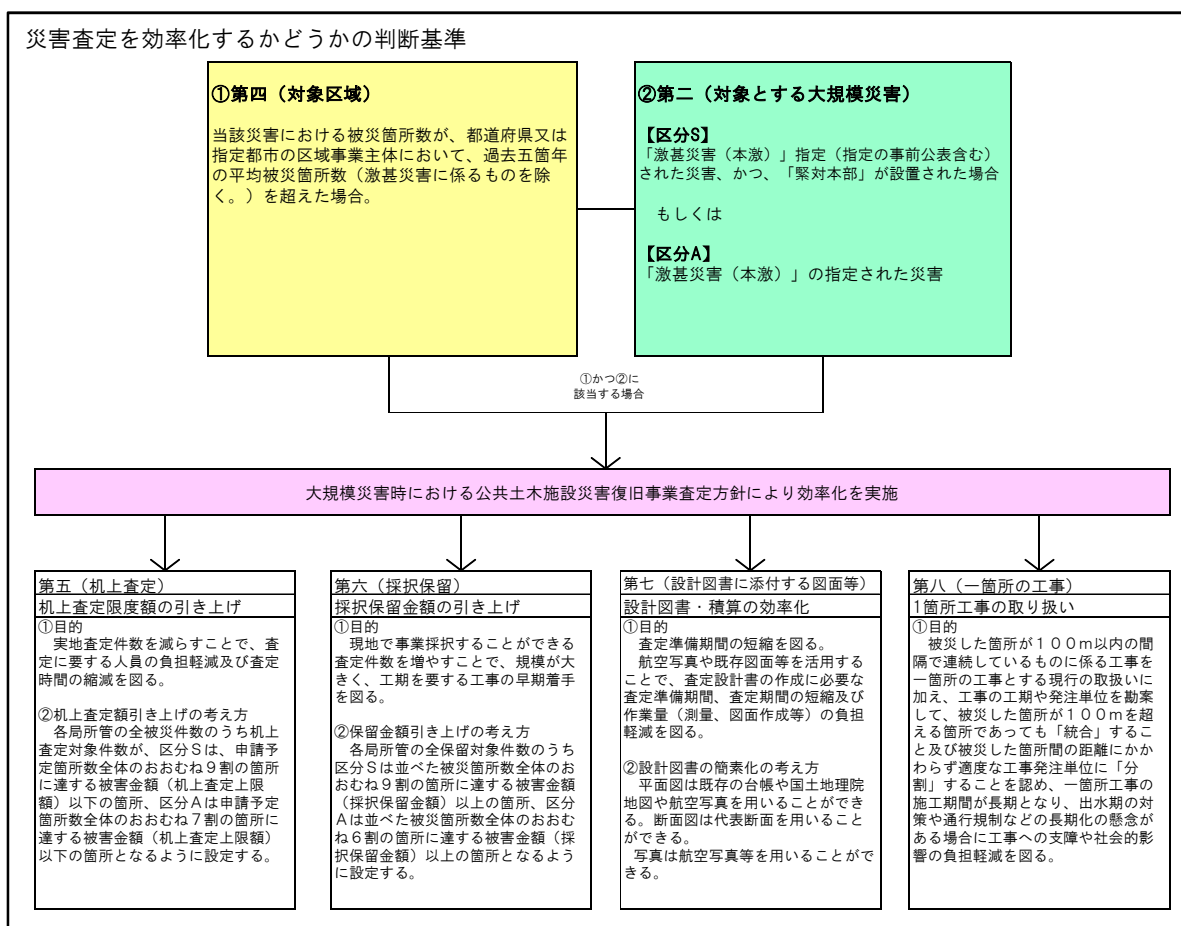 災害査定を効率化するかどうかの判断基準
①第四（対象区域）
当該災害における被災箇所数が、都道府県又は
指定都市の区域事業主体において、過去五箇年
の平均被災箇所数（激甚災害に係るものを除
く。）を超えた場合。
②第二（対象とする大規模災害）
【区分S】
「激甚災害（本激）」指定（指定の事前公表含む）
された災害、かつ、「緊対本部」が設置された場合
もしくは
【区分A】
「激甚災害（本激）」の指定された災害
①かつ②に
該当する場合
大規模災害時における公共土木施設災害復旧事業査定方針により効率化を実施
第五（机上査定）
机上査定限度額の引き上げ
①目的
実地査定件数を減らすことで、査
定に要する人員の負担軽減及び査定
時間の縮減を図る。
②机上査定額引き上げの考え方
各局所管の全被災件数のうち机上
査定対象件数が、区分Ｓは、申請予
定箇所数全体のおおむね９割の箇所
に達する被害金額（机上査定上限
額）以下の箇所、区分Ａは申請予定
箇所数全体のおおむね７割の箇所に
達する被害金額（机上査定上限額）
以下の箇所となるように設定する。
第六（採択保留）
採択保留金額の引き上げ
①目的
現地で事業採択することができる
査定件数を増やすことで、規模が大
きく、工期を要する工事の早期着手
を図る。
②保留金額引き上げの考え方
各局所管の全保留対象件数のうち
区分Ｓは並べた被災箇所数全体のお
おむね９割の箇所に達する被害金額
（採択保留金額）以上の箇所、区分
Ａは並べた被災箇所数全体のおおむ
ね６割の箇所に達する被害金額（採
択保留金額）以上の箇所となるよう
に設定する。
第七（設計図書に添付する図面等）
設計図書・積算の効率化
①目的
査定準備期間の短縮を図る。
航空写真や既存図面等を活用する
ことで、査定設計書の作成に必要な
査定準備期間、査定期間の短縮及び
作業量（測量、図面作成等）の負担
軽減を図る。
②設計図書の簡素化の考え方
平面図は既存の台帳や国土地理院
地図や航空写真を用いることができ
る。断面図は代表断面を用いること
ができる。
写真は航空写真等を用いることがで
きる。
第八（一箇所の工事）
1箇所工事の取り扱い
①目的
被災した箇所が１００ｍ以内の間
隔で連続しているものに係る工事を
一箇所の工事とする現行の取扱いに
加え、工事の工期や発注単位を勘案
して、被災した箇所が１００ｍを超
える箇所であっても「統合」するこ
と及び被災した箇所間の距離にかか
わらず適度な工事発注単位に「分
割」することを認め、一箇所工事の
施工期間が長期となり、出水期の対
策や通行規制などの長期化の懸念が
ある場合に工事への支障や社会的影
響の負担軽減を図る。